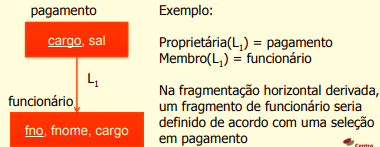 pagamento
cargo, sal
L1
funcionário
fno, fnome, cargo
Exemplo:
Proprietária(L1) = pagamento
Membro(L1) = funcionário
Na fragmentação horizontal derivada,
um fragmento de funcionário seria
definido de acordo com uma seleção
em pagamento
Centro